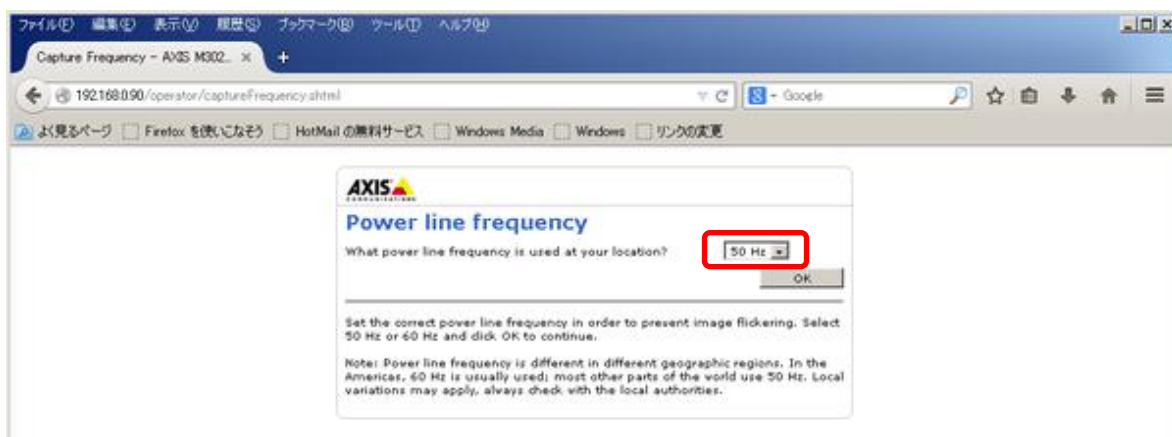 ファイル(F) 編集(E) 表示(V) 履歴(S) ブックマーク(B) ツール(T) ヘルプ(H)
Capture Frequency - AXIS M302... × +
192.168.0.90/operator/captureFrequency.shtml Google
よく見るページ Firefox を使いこなそう HotMail の無料サービス Windows Media Windows リンクの変更
AXIS
COMMUNICATIONS
Power line frequency
What power line frequency is used at your location? 50 Hz
OK
Set the correct power line frequency in order to prevent image flickering. Select
50 Hz or 60 Hz and click OK to continue.
Note: Power line frequency is different in different geographic regions. In the
Americas, 60 Hz is usually used; most other parts of the world use 50 Hz. Local
variations may apply, always check with the local authorities.